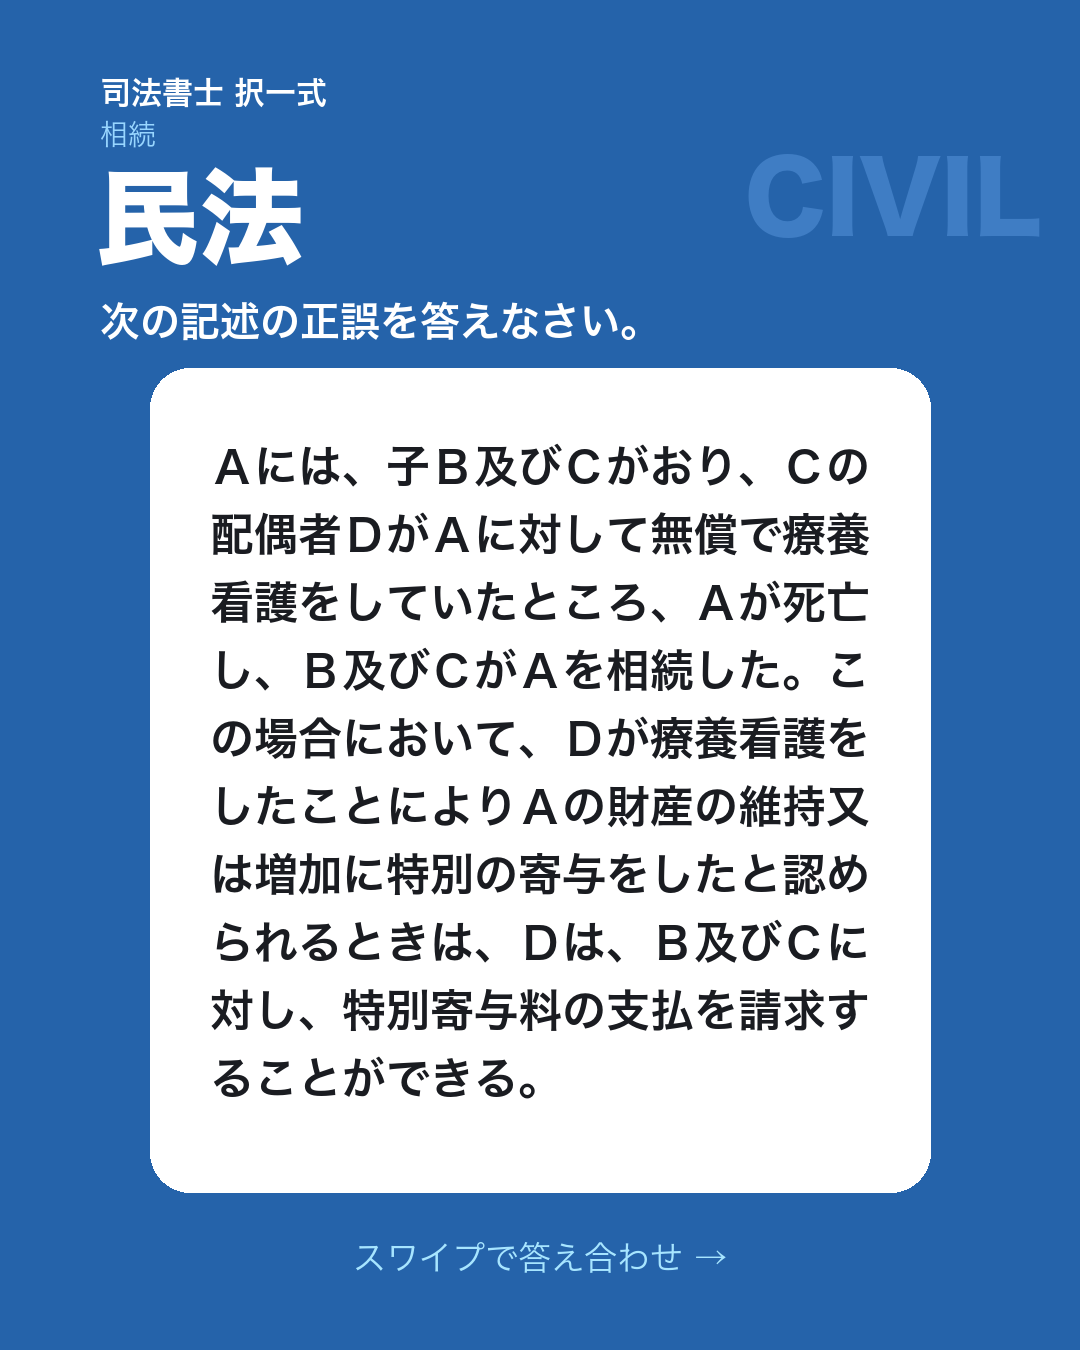 司法書士 択一式
相続
民法
CIVIL
次の記述の正誤を答えなさい。
Ａには、子Ｂ及びＣがおり、Ｃの
配偶者ＤがＡに対して無償で療養
看護をしていたところ、Ａが死亡
し、Ｂ及びＣがＡを相続した。こ
の場合において、Ｄが療養看護を
したことによりＡの財産の維持又
は増加に特別の寄与をしたと認め
られるときは、Ｄは、Ｂ及びＣに
対し、特別寄与料の支払を請求す
ることができる。
スワイプで答え合わせ →